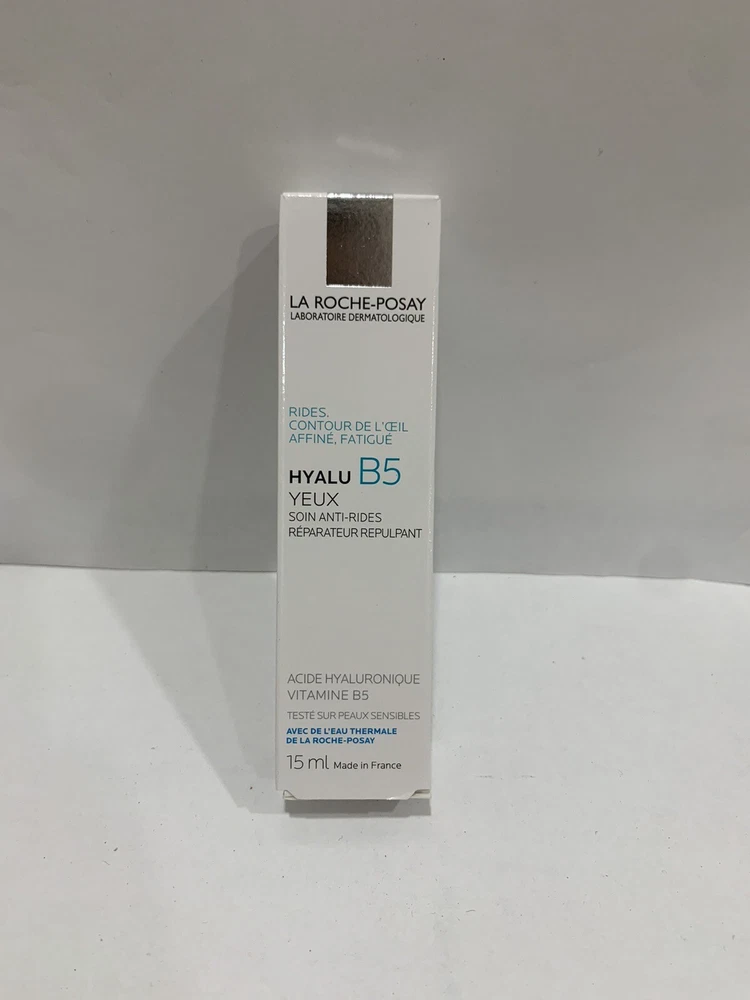 LA ROCHE-POSAY
LABORATOIRE DERMATOLOGIQUE
RIDES.
CONTOUR DE L'ŒIL
AFFINÉ, FATIGUÉ
HYALU B5
YEUX
SOIN ANTI-RIDES
RÉPARATEUR REPULPANT
ACIDE HYALURONIQUE
VITAMINE B5
TESTÉ SUR PEAUX SENSIBLES
AVEC DE L'EAU THERMALE
DE LA ROCHE-POSAY
15 ml Made in France